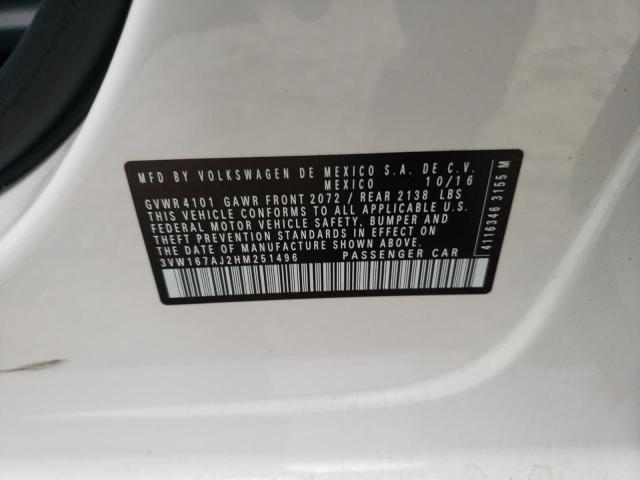 MFD BY VOLKSWAGEN DE MEXICO S.A. DE C.V.
MEXICO 10/16
GVWR 4101 GAWR FRONT 2072 / REAR 2138 LBS
THIS VEHICLE CONFORMS TO ALL APPLICABLE U.S.
FEDERAL MOTOR VEHICLE SAFETY, BUMPER AND
THEFT PREVENTION STANDARDS IN EFFECT ON
THE DATE OF MANUFACTURE SHOWN ABOVE.
3VW167AJ2HM251496 PASSENGER CAR
4116346 3155 M